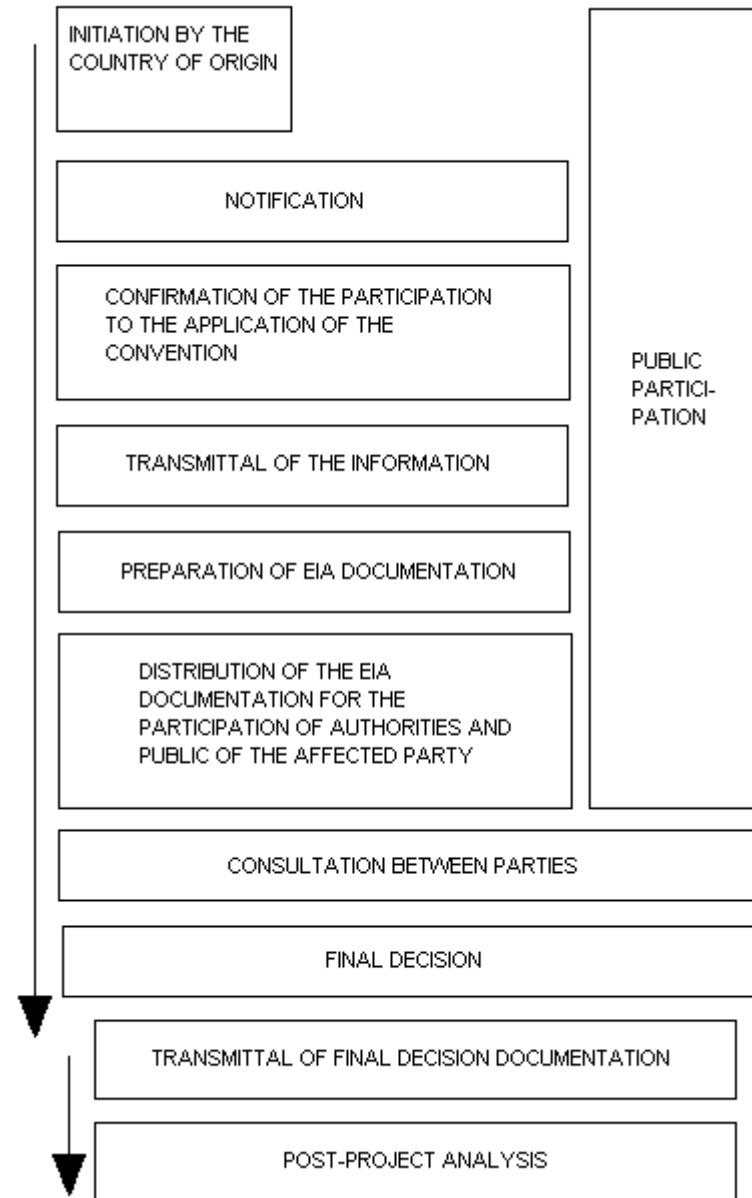 INITIATION BY THE
COUNTRY OF ORIGIN
NOTIFICATION
CONFIRMATION OF THE PARTICIPATION
TO THE APPLICATION OF THE
CONVENTION
PUBLIC
PARTICI-
PATION
TRANSMITTAL OF THE INFORMATION
PREPARATION OF EIA DOCUMENTATION
DISTRIBUTION OF THE EIA
DOCUMENTATION FOR THE
PARTICIPATION OF AUTHORITIES AND
PUBLIC OF THE AFFECTED PARTY
CONSULTATION BETWEEN PARTIES
FINAL DECISION
TRANSMITTAL OF FINAL DECISION DOCUMENTATION
POST-PROJECT ANALYSIS